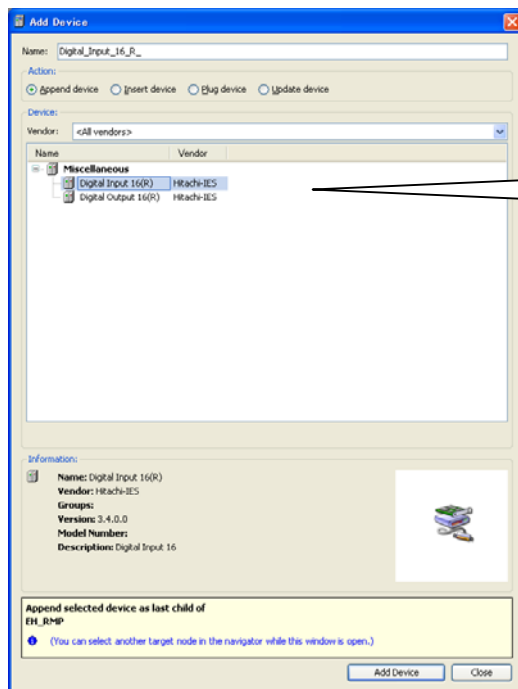 Add Device
Name: Digital_Input_16_R_
Action:
Append device Insert device Plug device Update device
Device:
Vendor: <All vendors>
Name Vendor
Miscellaneous
Digital Input 16(R) Hitachi-IES
Digital Output 16(R) Hitachi-IES
Information:
Name: Digital Input 16(R)
Vendor: Hitachi-IES
Groups:
Version: 3.4.0.0
Model Number:
Description: Digital Input 16
Append selected device as last child of
EH_RMP
(You can select another target node in the navigator while this window is open.)
Add Device Close